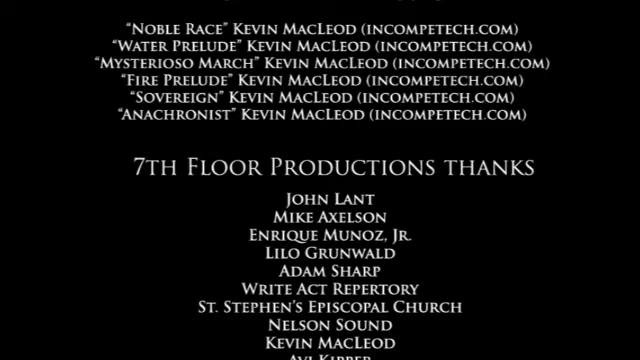 "Noble Race" Kevin MacLeod (incompetech.com)
"Water Prelude" Kevin MacLeod (incompetech.com)
"Mysterioso March" Kevin MacLeod (incompetech.com)
"Fire Prelude" Kevin MacLeod (incompetech.com)
"Sovereign" Kevin MacLeod (incompetech.com)
"Anachronist" Kevin MacLeod (incompetech.com)
7th Floor Productions thanks
John Lant
Mike Axelson
Enrique Munoz, Jr.
Lilo Grunwald
Adam Sharp
Write Act Repertory
St. Stephen's Episcopal Church
Nelson Sound
Kevin MacLeod